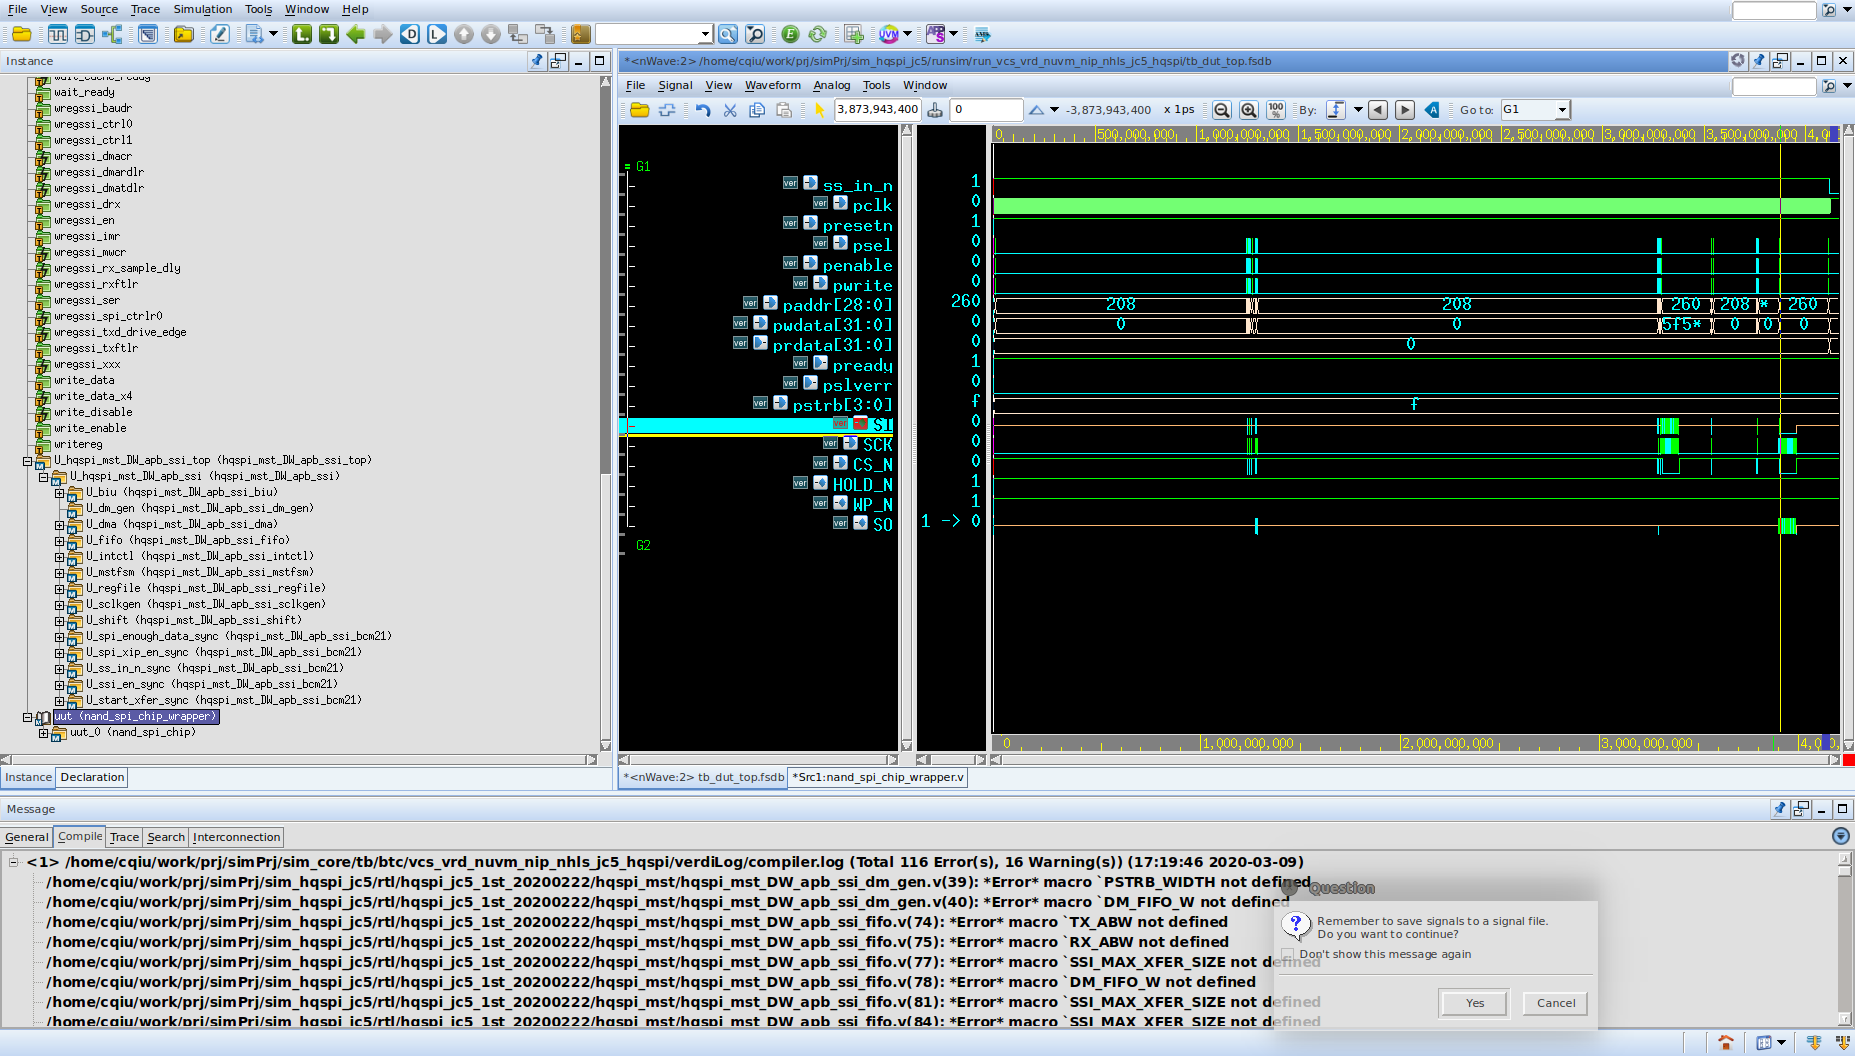 File View Source Trace Simulation Tools Window Help
Instance
wait_cache_ready
wait_ready
wregssi_baudr
wregssi_ctrl0
wregssi_ctrl1
wregssi_dmacr
wregssi_dmardlr
wregssi_dmatdlr
wregssi_drx
wregssi_en
wregssi_imr
wregssi_mwcr
wregssi_rx_sample_dly
wregssi_rxftlr
wregssi_ser
wregssi_spi_ctrlr0
wregssi_txd_drive_edge
wregssi_txftlr
wregssi_xxx
write_data
write_data_x4
write_disable
write_enable
writereg
U_hqspi_mst_DW_apb_ssi_top (hqspi_mst_DW_apb_ssi_top)
U_hqspi_mst_DW_apb_ssi (hqspi_mst_DW_apb_ssi)
U_biu (hqspi_mst_DW_apb_ssi_biu)
U_dm_gen (hqspi_mst_DW_apb_ssi_dm_gen)
U_dma (hqspi_mst_DW_apb_ssi_dma)
U_fifo (hqspi_mst_DW_apb_ssi_fifo)
U_intctl (hqspi_mst_DW_apb_ssi_intctl)
U_mstfsm (hqspi_mst_DW_apb_ssi_mstfsm)
U_regfile (hqspi_mst_DW_apb_ssi_regfile)
U_sclkgen (hqspi_mst_DW_apb_ssi_sclkgen)
U_shift (hqspi_mst_DW_apb_ssi_shift)
U_spi_enough_data_sync (hqspi_mst_DW_apb_ssi_bcm21)
U_spi_xip_en_sync (hqspi_mst_DW_apb_ssi_bcm21)
U_ss_in_n_sync (hqspi_mst_DW_apb_ssi_bcm21)
U_ssi_en_sync (hqspi_mst_DW_apb_ssi_bcm21)
U_start_xfer_sync (hqspi_mst_DW_apb_ssi_bcm21)
uut (nand_spi_chip_wrapper)
uut_0 (nand_spi_chip)
Instance Declaration
*<nWave:2> /home/cqiu/work/prj/simPrj/sim_hqspi_jc5/runsim/run_vcs_vrd_nuvm_nip_nhls_jc5_hqspi/tb_dut_top.fsdb
File Signal View Waveform Analog Tools Window
3,873,943,400 0 -3,873,943,400 x 1ps 100 % By: Go to: G1
0 500,000,000 1,000,000,000 1,500,000,000 2,000,000,000 2,500,000,000 3,000,000,000 3,500,000,000
= G1
ver ss_in_n 1
ver pclk 0
ver presetn 1
ver psel 0
ver penable 0
ver pwrite 0
ver paddr[28:0] 260 208 208 260 208 * 260
ver pwdata[31:0] 0 0 0 5f5* 0 0 0
ver prdata[31:0] 0 0
ver pready 1
ver pslverr 0
ver pstrb[3:0] f f
ver SI 0
ver SCK 0
ver CS_N 0
ver HOLD_N 1
ver WP_N 1
ver SO 1 -> 0
G2
0 1,000,000,000 2,000,000,000 3,000,000,000
*<nWave:2> tb_dut_top.fsdb *Src1:nand_spi_chip_wrapper.v
Message
General Compile Trace Search Interconnection
<1> /home/cqiu/work/prj/simPrj/sim_core/tb/btc/vcs_vrd_nuvm_nip_nhls_jc5_hqspi/verdiLog/compiler.log (Total 116 Error(s), 16 Warning(s)) (17:19:46 2020-03-09)
/home/cqiu/work/prj/simPrj/sim_hqspi_jc5/rtl/hqspi_jc5_1st_20200222/hqspi_mst/hqspi_mst_DW_apb_ssi_dm_gen.v(39): *Error* macro `PSTRB_WIDTH not defined
/home/cqiu/work/prj/simPrj/sim_hqspi_jc5/rtl/hqspi_jc5_1st_20200222/hqspi_mst/hqspi_mst_DW_apb_ssi_dm_gen.v(40): *Error* macro `DM_FIFO_W not defined
/home/cqiu/work/prj/simPrj/sim_hqspi_jc5/rtl/hqspi_jc5_1st_20200222/hqspi_mst/hqspi_mst_DW_apb_ssi_fifo.v(74): *Error* macro `TX_ABW not defined
/home/cqiu/work/prj/simPrj/sim_hqspi_jc5/rtl/hqspi_jc5_1st_20200222/hqspi_mst/hqspi_mst_DW_apb_ssi_fifo.v(75): *Error* macro `RX_ABW not defined
/home/cqiu/work/prj/simPrj/sim_hqspi_jc5/rtl/hqspi_jc5_1st_20200222/hqspi_mst/hqspi_mst_DW_apb_ssi_fifo.v(77): *Error* macro `SSI_MAX_XFER_SIZE not defined
/home/cqiu/work/prj/simPrj/sim_hqspi_jc5/rtl/hqspi_jc5_1st_20200222/hqspi_mst/hqspi_mst_DW_apb_ssi_fifo.v(78): *Error* macro `DM_FIFO_W not defined
/home/cqiu/work/prj/simPrj/sim_hqspi_jc5/rtl/hqspi_jc5_1st_20200222/hqspi_mst/hqspi_mst_DW_apb_ssi_fifo.v(81): *Error* macro `SSI_MAX_XFER_SIZE not defined
/home/cqiu/work/prj/simPrj/sim_hqspi_jc5/rtl/hqspi_jc5_1st_20200222/hqspi_mst/hqspi_mst_DW_apb_ssi_fifo.v(84): *Error* macro `SSI_MAX_XFER_SIZE not defined
Question
Remember to save signals to a signal file.
Do you want to continue?
Don't show this message again
Yes Cancel